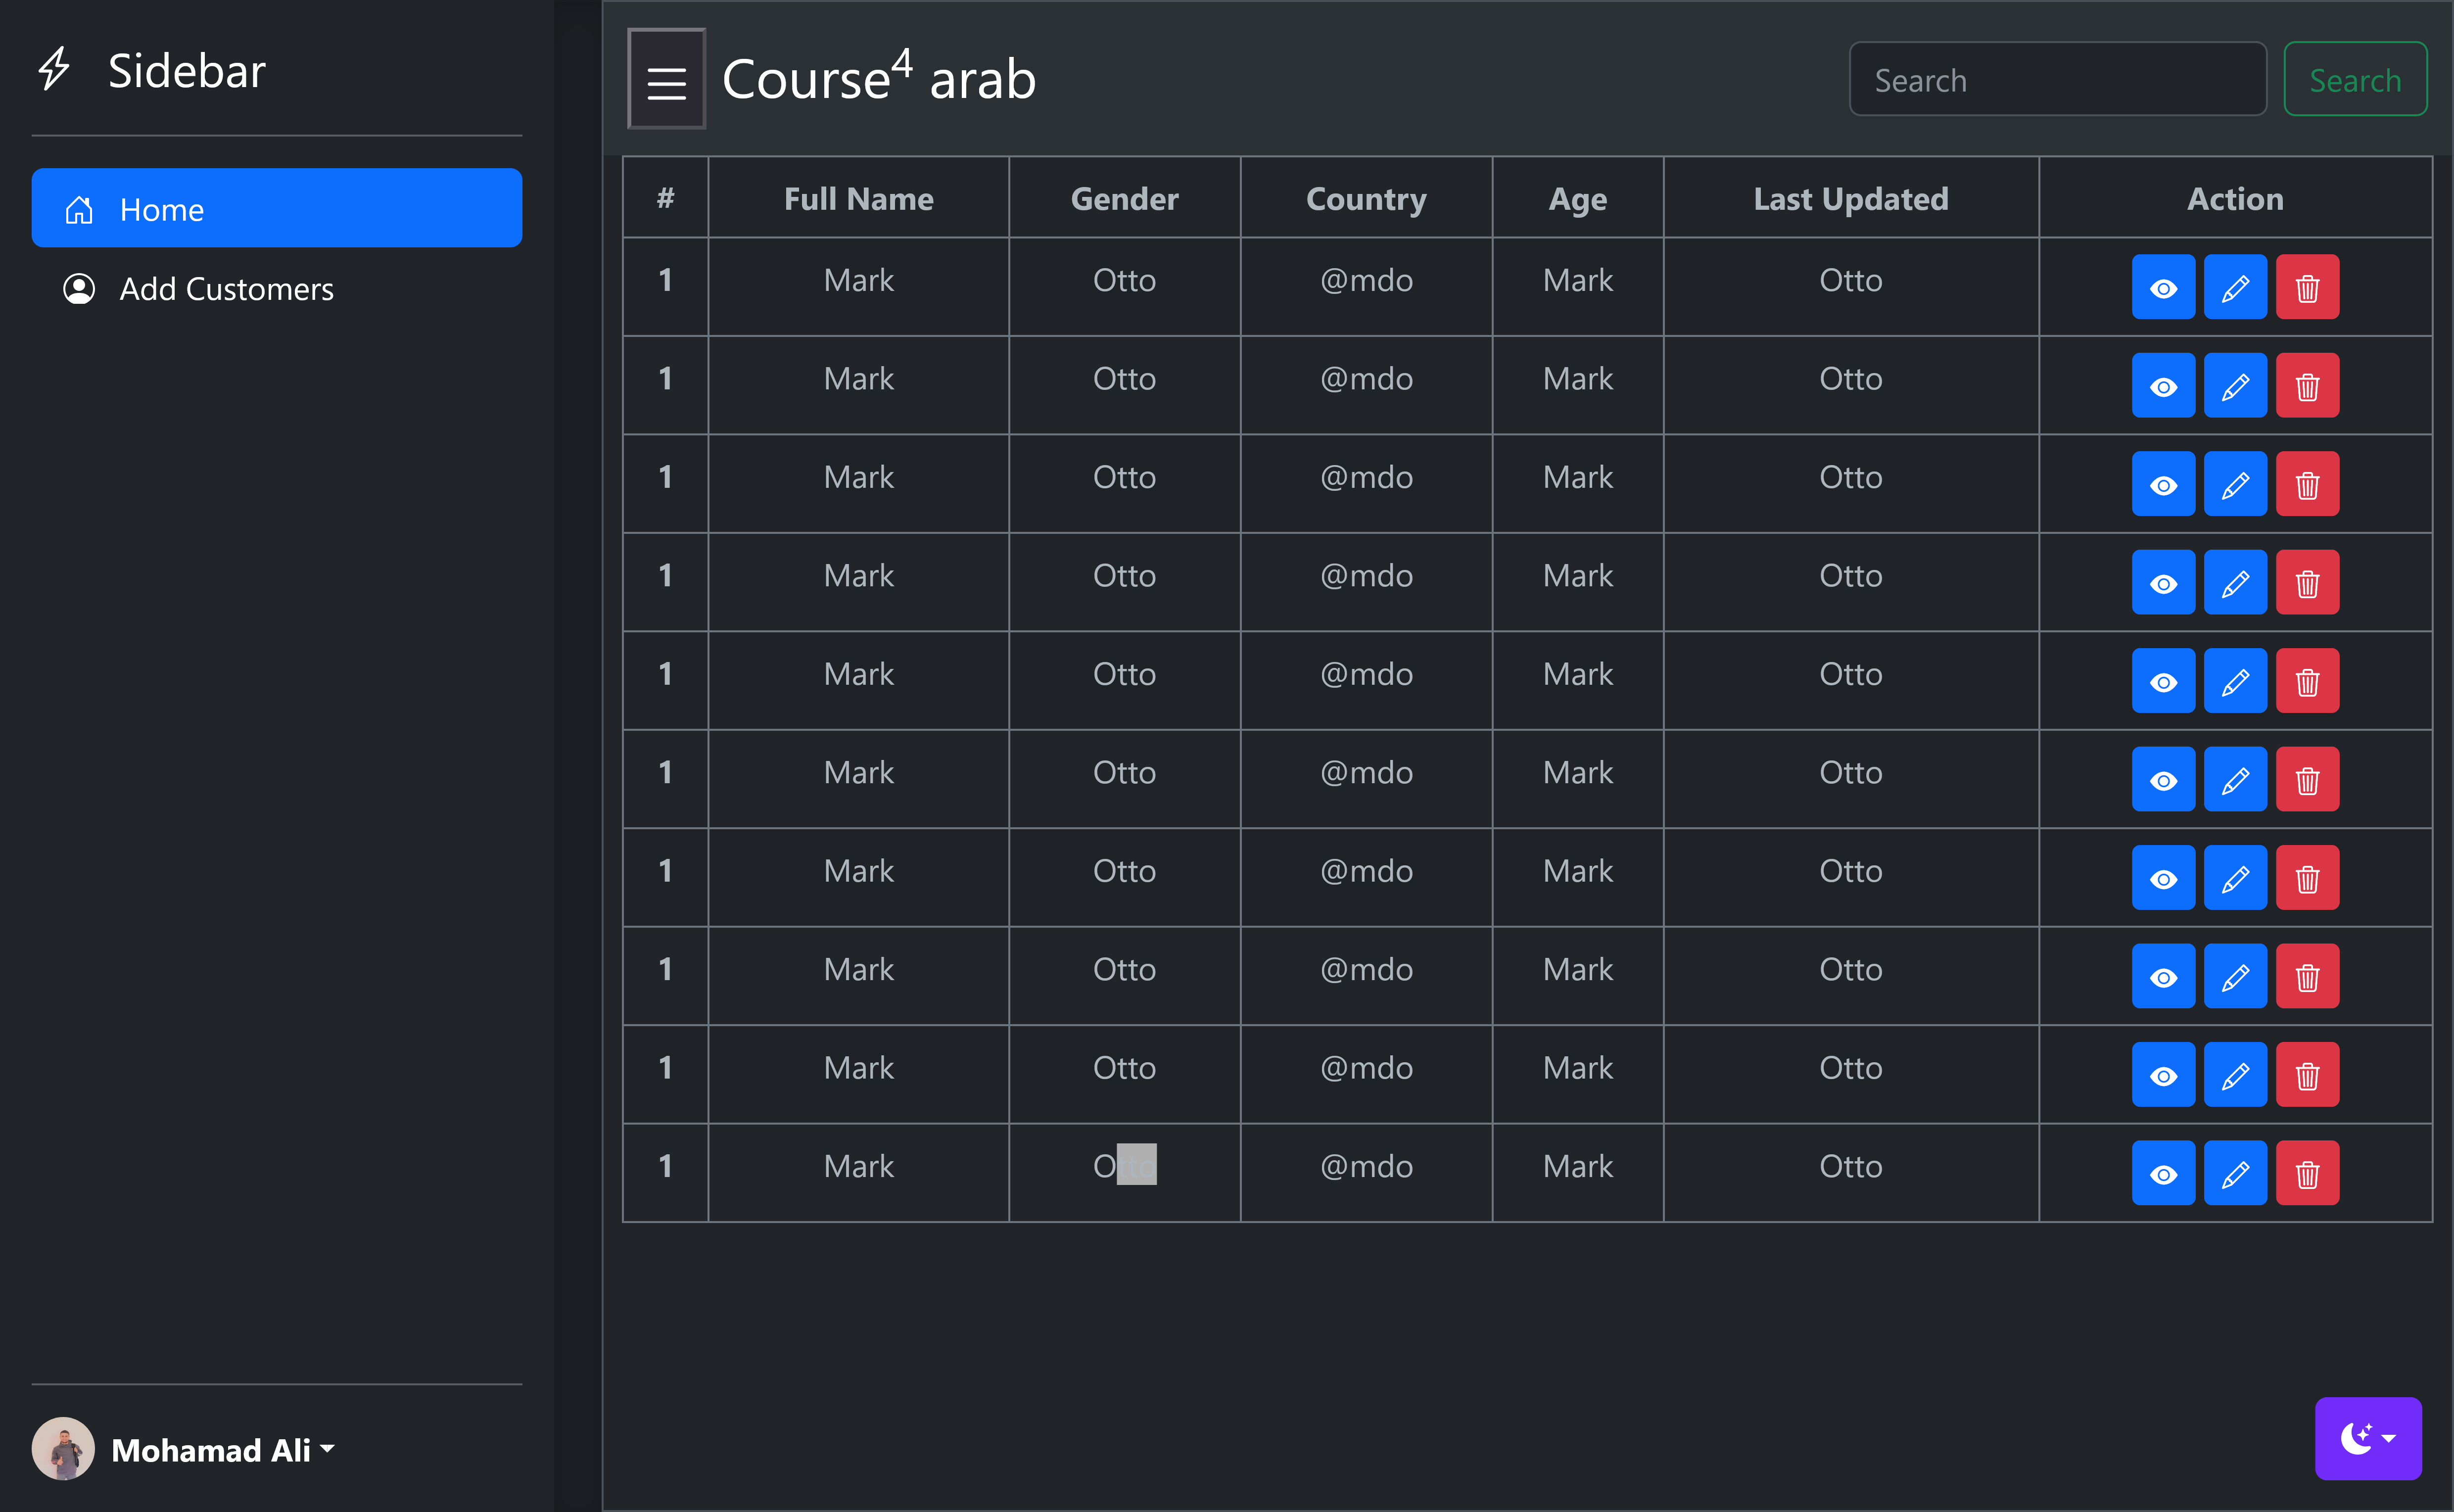 Sidebar
Home
Add Customers
Mohamad Ali
Course⁴ arab
Search Search
# Full Name Gender Country Age Last Updated Action
1 Mark Otto @mdo Mark Otto
1 Mark Otto @mdo Mark Otto
1 Mark Otto @mdo Mark Otto
1 Mark Otto @mdo Mark Otto
1 Mark Otto @mdo Mark Otto
1 Mark Otto @mdo Mark Otto
1 Mark Otto @mdo Mark Otto
1 Mark Otto @mdo Mark Otto
1 Mark Otto @mdo Mark Otto
1 Mark @mdo Mark Otto